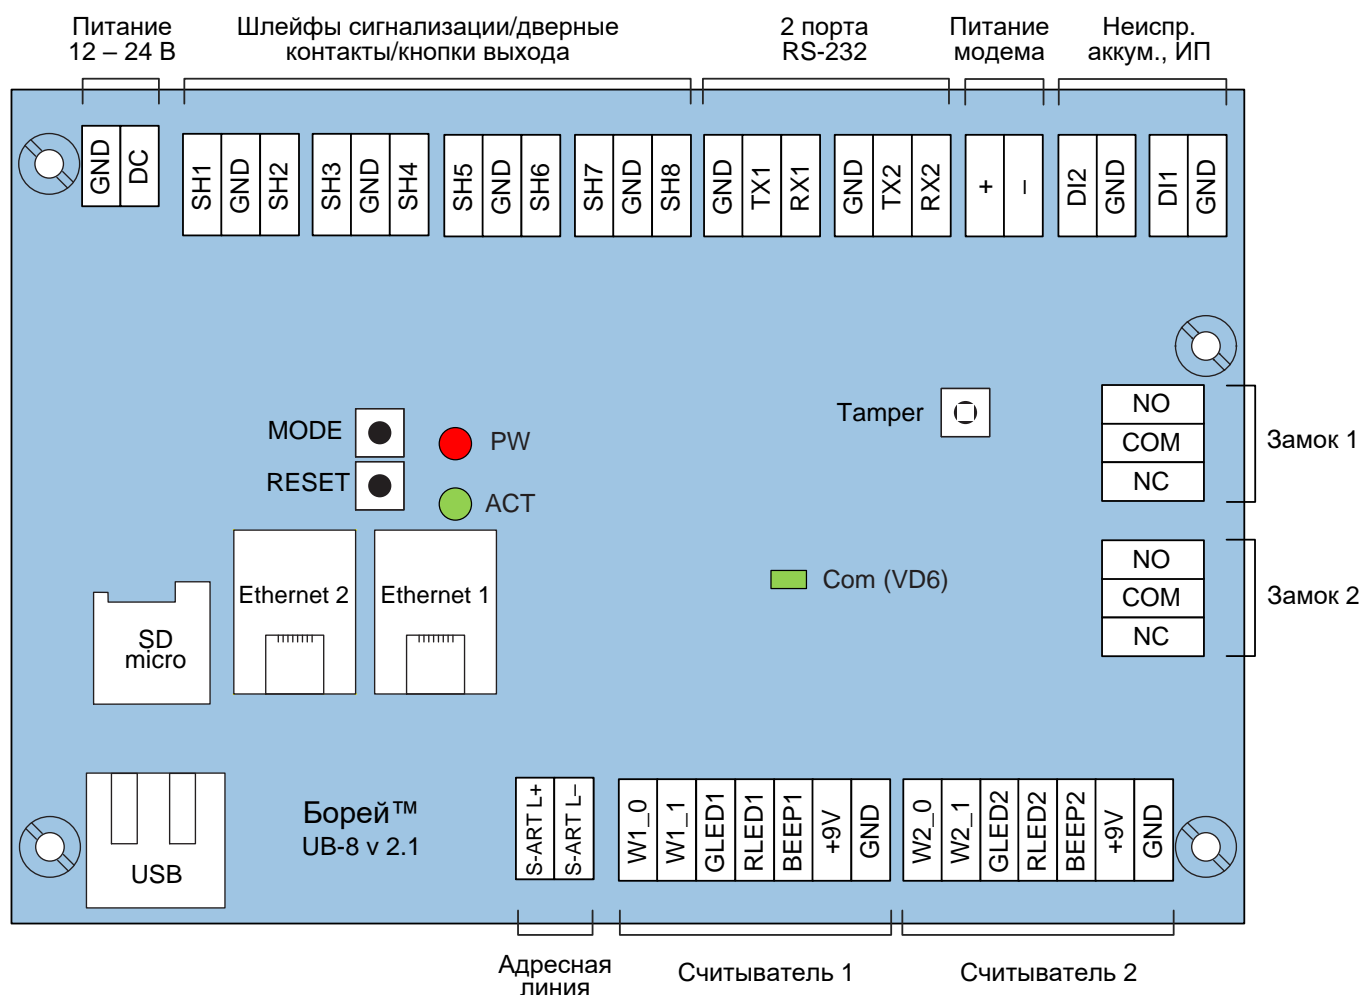 Питание
12 – 24 В
Шлейфы сигнализации/дверные
контакты/кнопки выхода
2 порта
RS-232
Питание
модема
Неиспр.
аккум., ИП
GND
DC
SH1
GND
SH2
SH3
GND
SH4
SH5
GND
SH6
SH7
GND
SH8
GND
TX1
RX1
GND
TX2
RX2
+
–
DI2
GND
DI1
GND
MODE
PW
RESET
ACT
Tamper
NO
COM
NC
Замок 1
Ethernet 2
Ethernet 1
Com (VD6)
NO
COM
NC
Замок 2
SD
micro
USB
Борей™
UB-8 v 2.1
S-ART L+
S-ART L–
W1_0
W1_1
GLED1
RLED1
BEEP1
+9V
GND
W2_0
W2_1
GLED2
RLED2
BEEP2
+9V
GND
Адресная
линия
Считыватель 1
Считыватель 2